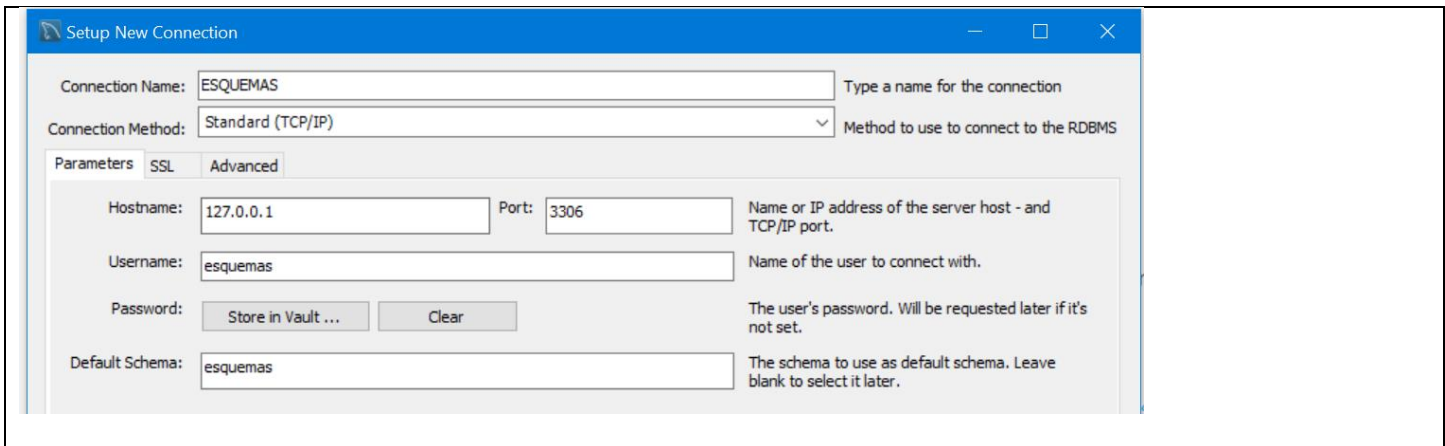 Setup New Connection
Connection Name: ESQUEMAS Type a name for the connection
Connection Method: Standard (TCP/IP) Method to use to connect to the RDBMS
Parameters SSL Advanced
Hostname: 127.0.0.1 Port: 3306 Name or IP address of the server host - and
TCP/IP port.
Username: esquemas Name of the user to connect with.
Password: Store in Vault ... Clear The user's password. Will be requested later if it's
not set.
Default Schema: esquemas The schema to use as default schema. Leave
blank to select it later.